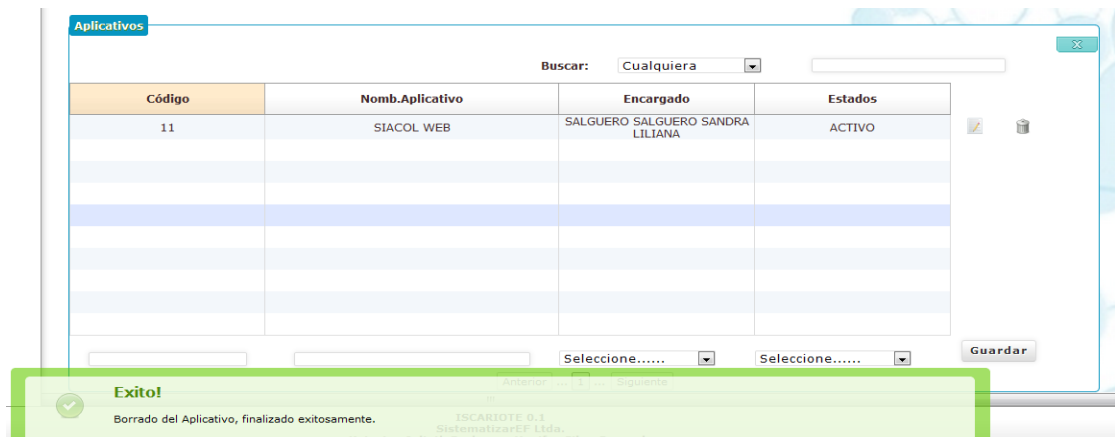 Aplicativos
x
Buscar: Cualquiera
Código Nomb.Aplicativo Encargado Estados
11 SIACOL WEB SALGUERO SALGUERO SANDRA LILIANA ACTIVO
Seleccione...... Seleccione...... Guardar
Anterior ... 1 ... Siguiente
Exito!
Borrado del Aplicativo, finalizado exitosamente.
ISCARIOTE 0.1
SistematizarEF Ltda.